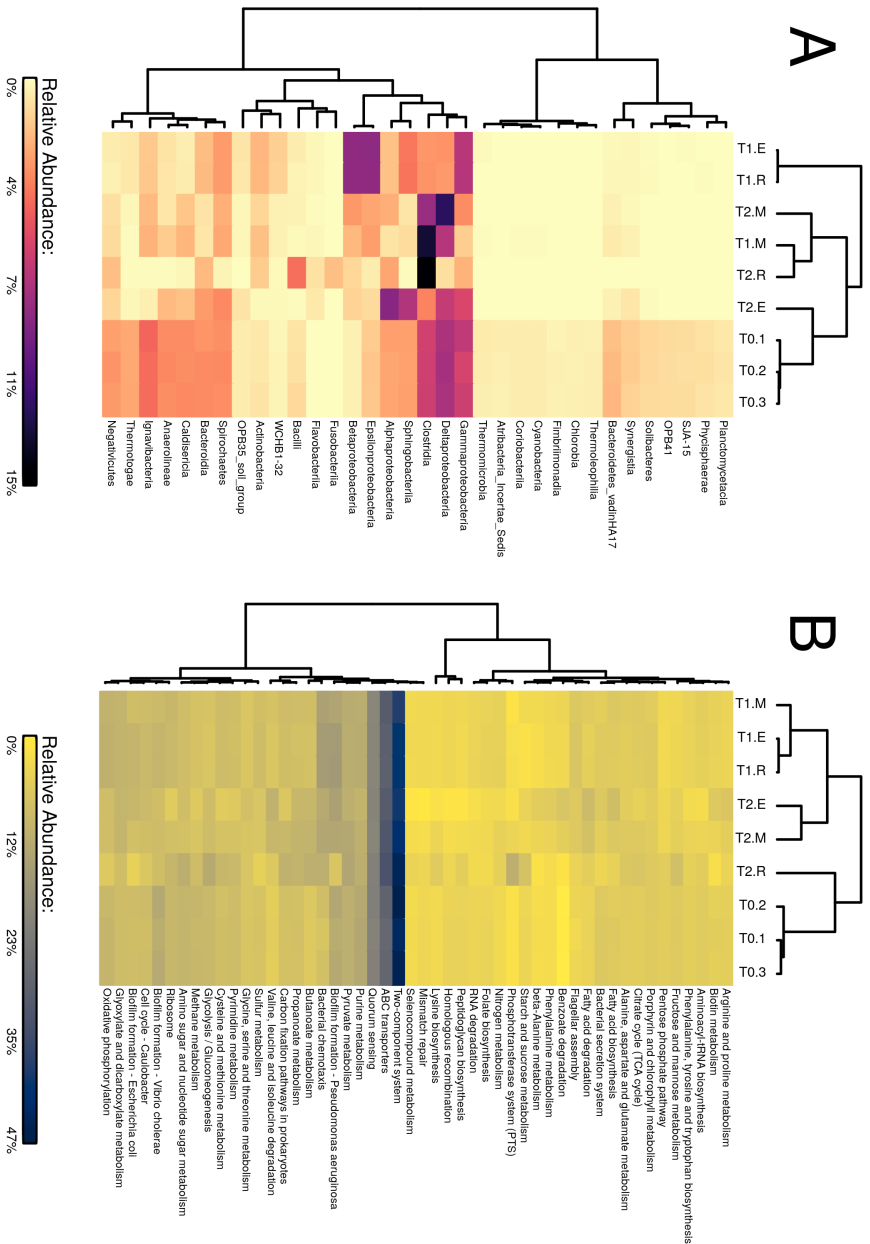 A
T1.E
T1.R
T2.M
T1.M
T2.R
T2.E
T0.1
T0.2
T0.3
Planctomycetacia
Phycisphaerae
SJA-15
OPB41
Solibacteres
Synergistia
Bacteroidetes_vadinHA17
Thermoleophilia
Chlorobia
Fimbriimonadia
Cyanobacteria
Coriobacteriia
Atribacteria_Incertae_Sedis
Thermomicrobia
Gammaproteobacteria
Deltaproteobacteria
Clostridia
Sphingobacteriia
Alphaproteobacteria
Epsilonproteobacteria
Betaproteobacteria
Fusobacteriia
Flavobacteriia
Bacilli
WCHB1-32
Actinobacteria
OPB35_soil_group
Spirochaetes
Bacteroidia
Caldisericia
Anaerolineae
Ignavibacteria
Thermotogae
Negativicutes
Relative Abundance:
0%
4%
7%
11%
15%
B
T1.M
T1.E
T1.R
T2.E
T2.M
T2.R
T0.2
T0.1
T0.3
Arginine and proline metabolism
Biotin metabolism
Aminoacyl-tRNA biosynthesis
Phenylalanine, tyrosine and tryptophan biosynthesis
Fructose and mannose metabolism
Pentose phosphate pathway
Porphyrin and chlorophyll metabolism
Citrate cycle (TCA cycle)
Alanine, aspartate and glutamate metabolism
Fatty acid biosynthesis
Bacterial secretion system
Fatty acid degradation
Flagellar assembly
Benzoate degradation
Phenylalanine metabolism
beta-Alanine metabolism
Starch and sucrose metabolism
Phosphotransferase system (PTS)
Nitrogen metabolism
Folate biosynthesis
RNA degradation
Peptidoglycan biosynthesis
Homologous recombination
Lysine biosynthesis
Mismatch repair
Selenocompound metabolism
Two-component system
ABC transporters
Quorum sensing
Purine metabolism
Pyruvate metabolism
Biofilm formation - Pseudomonas aeruginosa
Bacterial chemotaxis
Butanoate metabolism
Propanoate metabolism
Carbon fixation pathways in prokaryotes
Valine, leucine and isoleucine degradation
Sulfur metabolism
Glycine, serine and threonine metabolism
Pyrimidine metabolism
Cysteine and methionine metabolism
Glycolysis / Gluconeogenesis
Methane metabolism
Amino sugar and nucleotide sugar metabolism
Ribosome
Biofilm formation - Vibrio cholerae
Cell cycle - Caulobacter
Biofilm formation - Escherichia coli
Glyoxylate and dicarboxylate metabolism
Oxidative phosphorylation
Relative Abundance:
0%
12%
23%
35%
47%